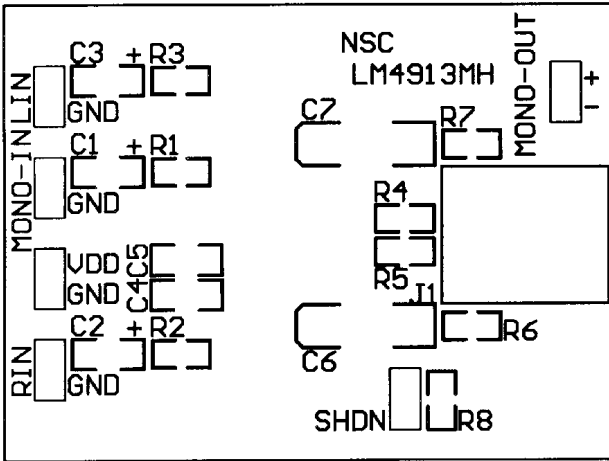 C3 + R3
LIN
GND
NSC
LM4913MH
MONO-OUT
+
-
C1 + R1
MONO-IN
GND
C7
R7
R4
R5
VDD
GND
C5
C4
J1
C2 + R2
RIN
GND
C6
R6
SHDN
R8